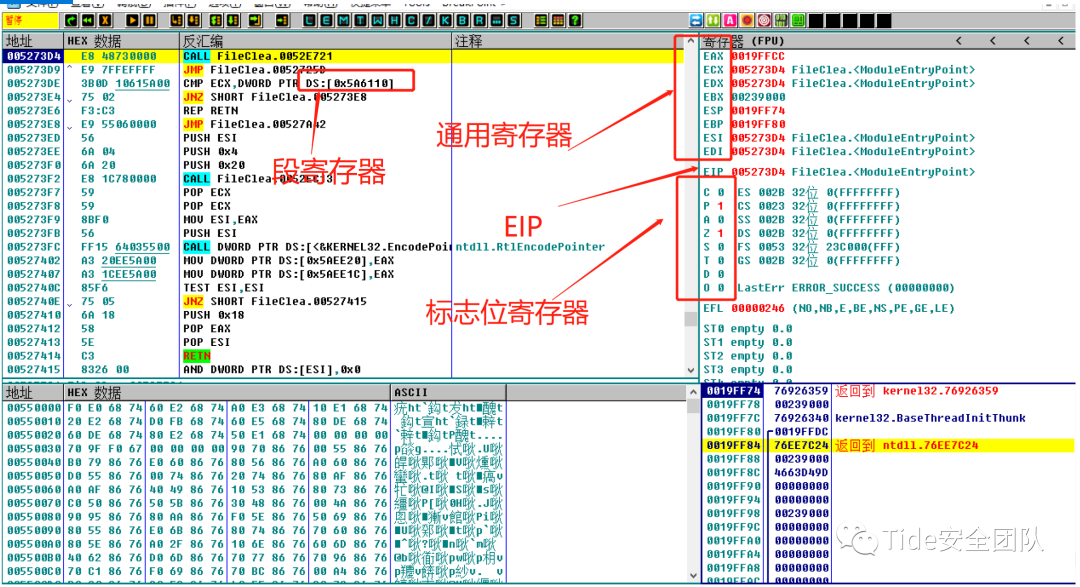 暂停
L E M T W H C / K B R ... S
地址 HEX 数据 反汇编 注释
005273D4 E8 48730000 CALL FileClea.0052E721
005273D9 E9 7FFEFFFF JMP FileClea.0052725D
005273DE 3B0D 10615A00 CMP ECX,DWORD PTR DS:[0x5A6110]
005273E4 75 02 JNZ SHORT FileClea.005273E8
005273E6 F3:C3 REP RETN
005273E8 E9 55060000 JMP FileClea.00527A42
005273ED 56 PUSH ESI
005273EE 6A 04 PUSH 0x4
005273F0 6A 20 PUSH 0x20
005273F2 E8 1C780000 CALL FileClea.0052EC13
005273F7 59 POP ECX
005273F8 59 POP ECX
005273F9 8BF0 MOV ESI,EAX
005273FB 56 PUSH ESI
005273FC FF15 64035500 CALL DWORD PTR DS:[<&KERNEL32.EncodePoin ntdll.RtlEncodePointer
00527402 A3 20EE5A00 MOV DWORD PTR DS:[0x5AEE20],EAX
00527407 A3 1CEE5A00 MOV DWORD PTR DS:[0x5AEE1C],EAX
0052740C 85F6 TEST ESI,ESI
0052740E 75 05 JNZ SHORT FileClea.00527415
00527410 6A 18 PUSH 0x18
00527412 58 POP EAX
00527413 5E POP ESI
00527414 C3 RETN
00527415 8326 00 AND DWORD PTR DS:[ESI],0x0
段寄存器
通用寄存器
EIP
标志位寄存器
寄存器 (FPU)
EAX 0019FFCC
ECX 005273D4 FileClea.<ModuleEntryPoint>
EDX 005273D4 FileClea.<ModuleEntryPoint>
EBX 00239000
ESP 0019FF74
EBP 0019FF80
ESI 005273D4 FileClea.<ModuleEntryPoint>
EDI 005273D4 FileClea.<ModuleEntryPoint>
EIP 005273D4 FileClea.<ModuleEntryPoint>
C 0 ES 002B 32位 0(FFFFFFFF)
P 1 CS 0023 32位 0(FFFFFFFF)
A 0 SS 002B 32位 0(FFFFFFFF)
Z 1 DS 002B 32位 0(FFFFFFFF)
S 0 FS 0053 32位 23C000(FFF)
T 0 GS 002B 32位 0(FFFFFFFF)
D 0
O 0 LastErr ERROR_SUCCESS (00000000)
EFL 00000246 (NO,NB,E,BE,NS,PE,GE,LE)
ST0 empty 0.0
ST1 empty 0.0
ST2 empty 0.0
ST3 empty 0.0
地址 HEX 数据 ASCII
00550000 F0 E0 68 74 60 E2 68 74 A0 E3 68 74 10 E1 68 74
00550010 20 E2 68 74 D0 FB 68 74 60 E5 68 74 80 DE 68 74
00550020 60 DE 68 74 80 E2 68 74 50 E1 68 74 00 00 00 00
00550030 70 9F F0 67 00 00 00 00 90 70 86 76 00 55 86 76
00550040 B0 79 86 76 E0 60 86 76 80 56 86 76 A0 60 86 76
00550050 D0 55 86 76 00 74 86 76 20 74 86 76 80 AF 86 76
00550060 A0 AF 86 76 40 49 86 76 10 53 86 76 80 73 86 76
00550070 C0 50 86 76 50 5B 86 76 30 48 86 76 00 4A 86 76
00550080 90 95 86 76 80 AA 86 76 F0 5E 86 76 50 69 86 76
00550090 80 55 86 76 E0 6B 86 76 80 74 86 76 70 60 86 76
005500A0 80 5E 86 76 A0 2F 86 76 10 6E 86 76 60 6D 86 76
005500B0 40 62 86 76 D0 6D 86 76 70 77 86 76 70 96 86 76
005500C0 70 C1 86 76 F0 69 86 76 70 BC 86 76 00 A4 86 76
0019FF74 76926359 返回到 kernel32.76926359
0019FF78 00239000
0019FF7C 76926340 kernel32.BaseThreadInitThunk
0019FF80 0019FFDC
0019FF84 76EE7C24 返回到 ntdll.76EE7C24
0019FF88 00239000
0019FF8C 4663D49D
0019FF90 00000000
0019FF94 00000000
0019FF98 00239000
0019FF9C 00000000
0019FFA0 00000000
0019FFA4 00000000
0019FFA8 00000000
0019FFAC 00000000
Tide安全团队